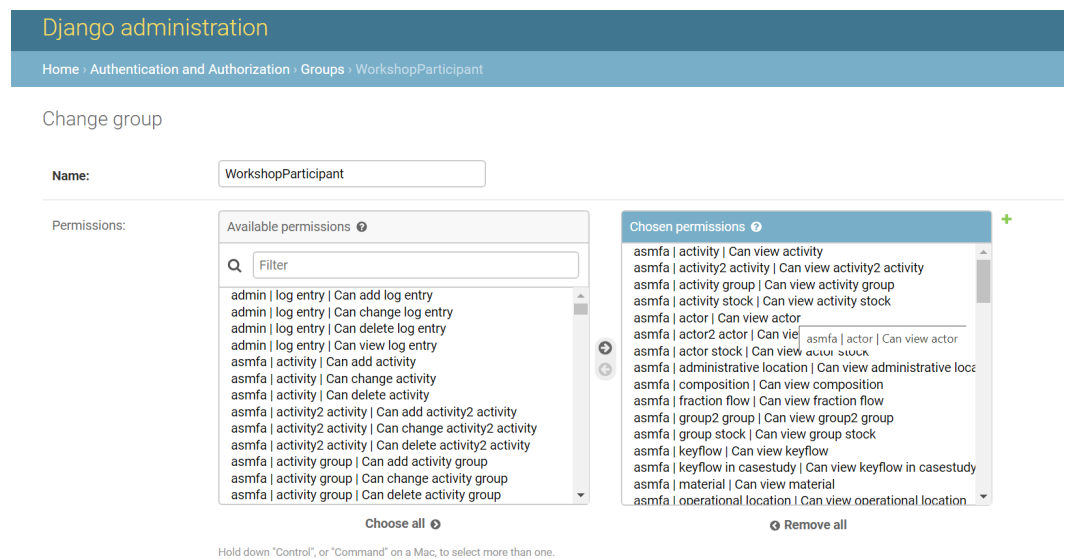 Django administration
Home › Authentication and Authorization › Groups › WorkshopParticipant
Change group
Name:
WorkshopParticipant
Permissions:
Available permissions
Filter
admin | log entry | Can add log entry
admin | log entry | Can change log entry
admin | log entry | Can delete log entry
admin | log entry | Can view log entry
asmfa | activity | Can add activity
asmfa | activity | Can change activity
asmfa | activity | Can delete activity
asmfa | activity2 activity | Can add activity2 activity
asmfa | activity2 activity | Can change activity2 activity
asmfa | activity2 activity | Can delete activity2 activity
asmfa | activity group | Can add activity group
asmfa | activity group | Can change activity group
asmfa | activity group | Can delete activity group
Choose all
Hold down "Control", or "Command" on a Mac, to select more than one.
Chosen permissions
asmfa | activity | Can view activity
asmfa | activity2 activity | Can view activity2 activity
asmfa | activity group | Can view activity group
asmfa | activity stock | Can view activity stock
asmfa | actor | Can view actor
asmfa | actor2 actor | Can vie
asmfa | actor | Can view actor
asmfa | actor stock | Can view actor stock
asmfa | administrative location | Can view administrative loca
asmfa | composition | Can view composition
asmfa | fraction flow | Can view fraction flow
asmfa | group2 group | Can view group2 group
asmfa | group stock | Can view group stock
asmfa | keyflow | Can view keyflow
asmfa | keyflow in casestudy | Can view keyflow in casestudy
asmfa | material | Can view material
asmfa | operational location | Can view operational location
Remove all